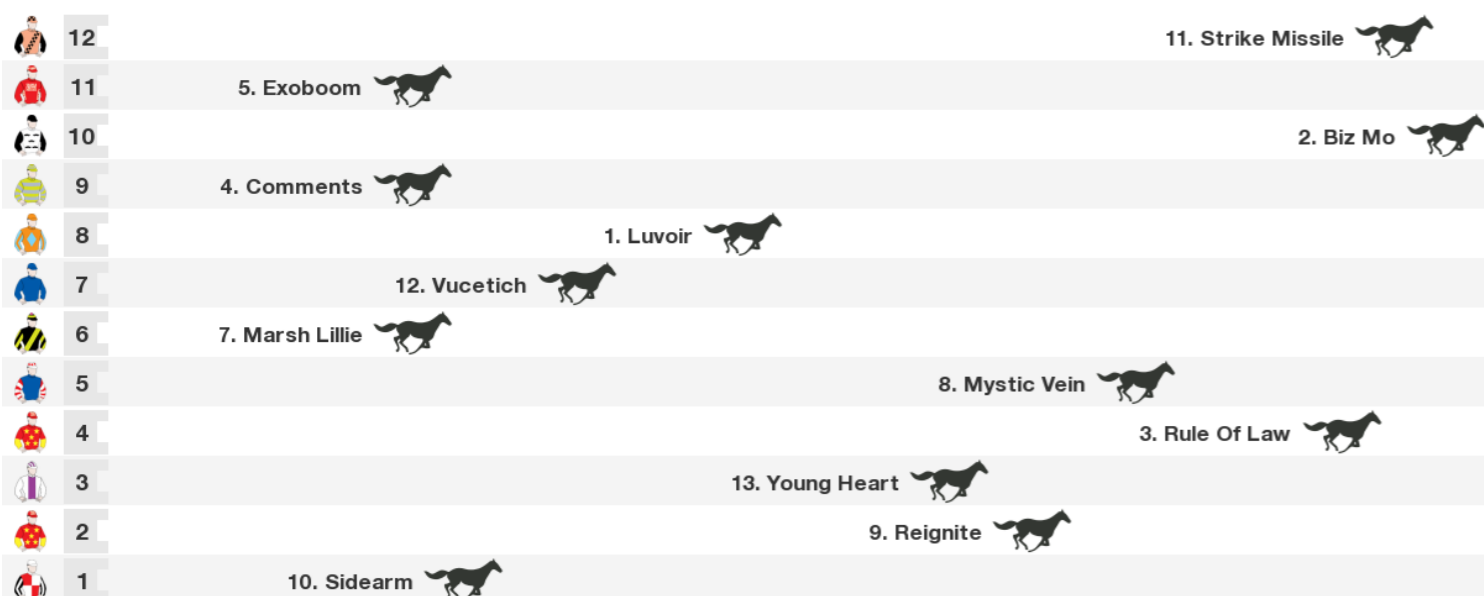 12 11. Strike Missile
11 5. Exoboom
10 2. Biz Mo
9 4. Comments
8 1. Luvoir
7 12. Vucetich
6 7. Marsh Lillie
5 8. Mystic Vein
4 3. Rule Of Law
3 13. Young Heart
2 9. Reignite
1 10. Sidearm